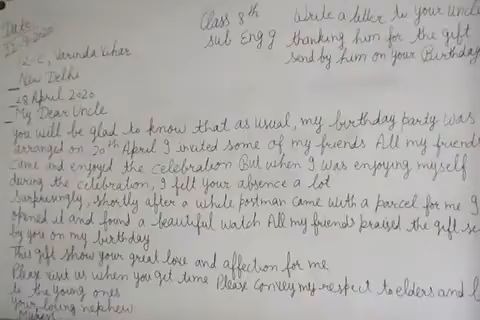 Date
Class 8th
Write a letter to your Uncle
sub Eng g
thanking him for the gift
send by him on your Birthday
2-C, Varinda Vihar
New Delhi
28 April 2020
My Dear Uncle
you will be glad to know that as usual, my birthday party was
arranged on 20th April I invited some of my friends All my friends
came and enjoyd the celebration But when I was enjoying myself
during the celebration, I felt your absence a lot
Surprisingly, shortly after a while postman came with a parcel for me I
opened it and found a beautiful watch All my friends praised the gift se
by you on my birthday
This gift show your great love and affection for me
Please visit us when you get time Please convey my respect to elders and l
to the young ones
your loving nephew